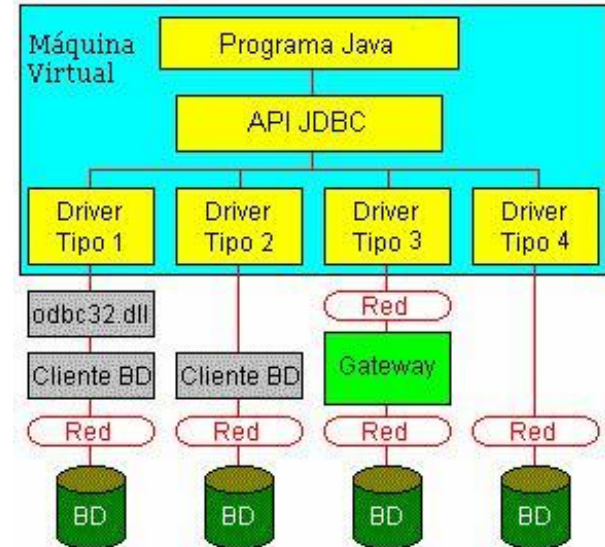 Máquina
Virtual
Programa Java
API JDBC
Driver
Tipo 1
Driver
Tipo 2
Driver
Tipo 3
Driver
Tipo 4
odbc32.dll
Red
Cliente BD
Cliente BD
Gateway
Red
Red
Red
Red
BD
BD
BD
BD